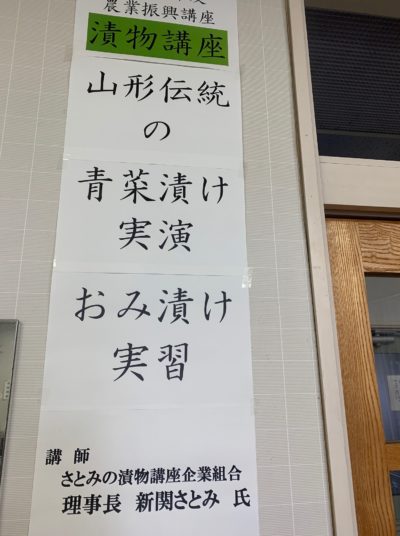 農業振興講座
漬物講座
山形伝統
の
青菜漬け
実演
おみ漬け
実習
講師
さとみの漬物講座企業組合
理事長 新関さとみ 氏